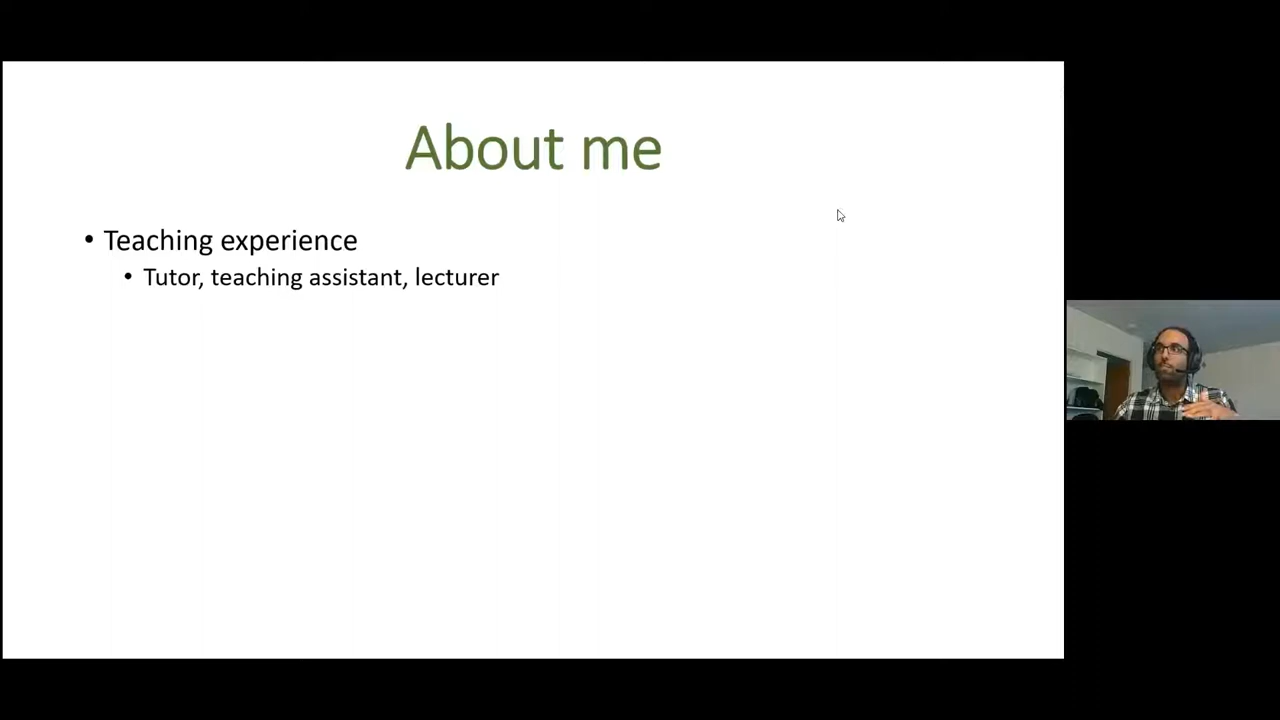 About me
• Teaching experience
• Tutor, teaching assistant, lecturer